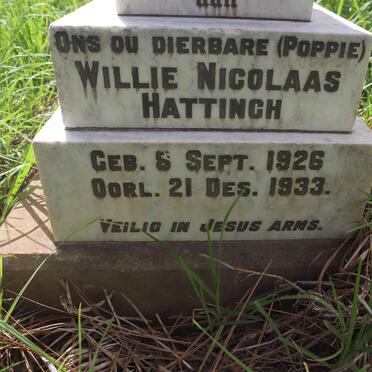 aan
Ons ou dierbare (Poppie)
Willie Nicolaas
Hattingh
Geb. 8 Sept. 1926
Oorl. 21 Des. 1933.
Veilig in Jesus arms.